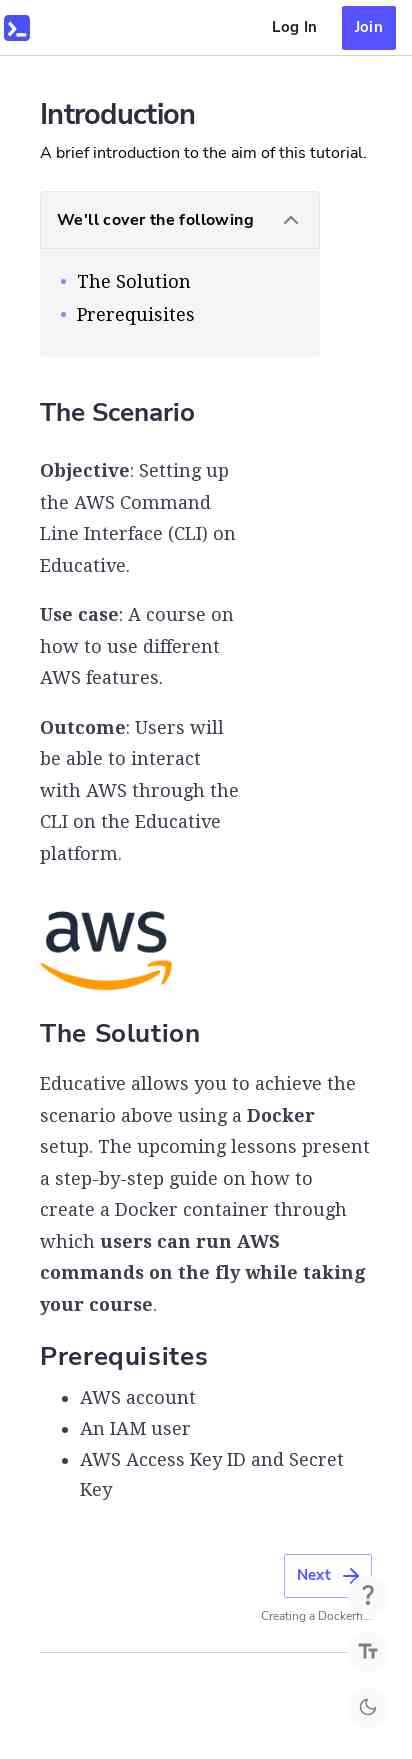 Log In
Join
Introduction
A brief introduction to the aim of this tutorial.
We'll cover the following
The Solution
Prerequisites
The Scenario
Objective: Setting up
the AWS Command
Line Interface (CLI) on
Educative.
Use case: A course on
how to use different
AWS features.
Outcome: Users will
be able to interact
with AWS through the
CLI on the Educative
platform.
aws
The Solution
Educative allows you to achieve the
scenario above using a Docker
setup. The upcoming lessons present
a step-by-step guide on how to
create a Docker container through
which users can run AWS
commands on the fly while taking
your course.
Prerequisites
• AWS account
• An IAM user
• AWS Access Key ID and Secret
Key
Next
?
Creating a Dockerh...
Tт